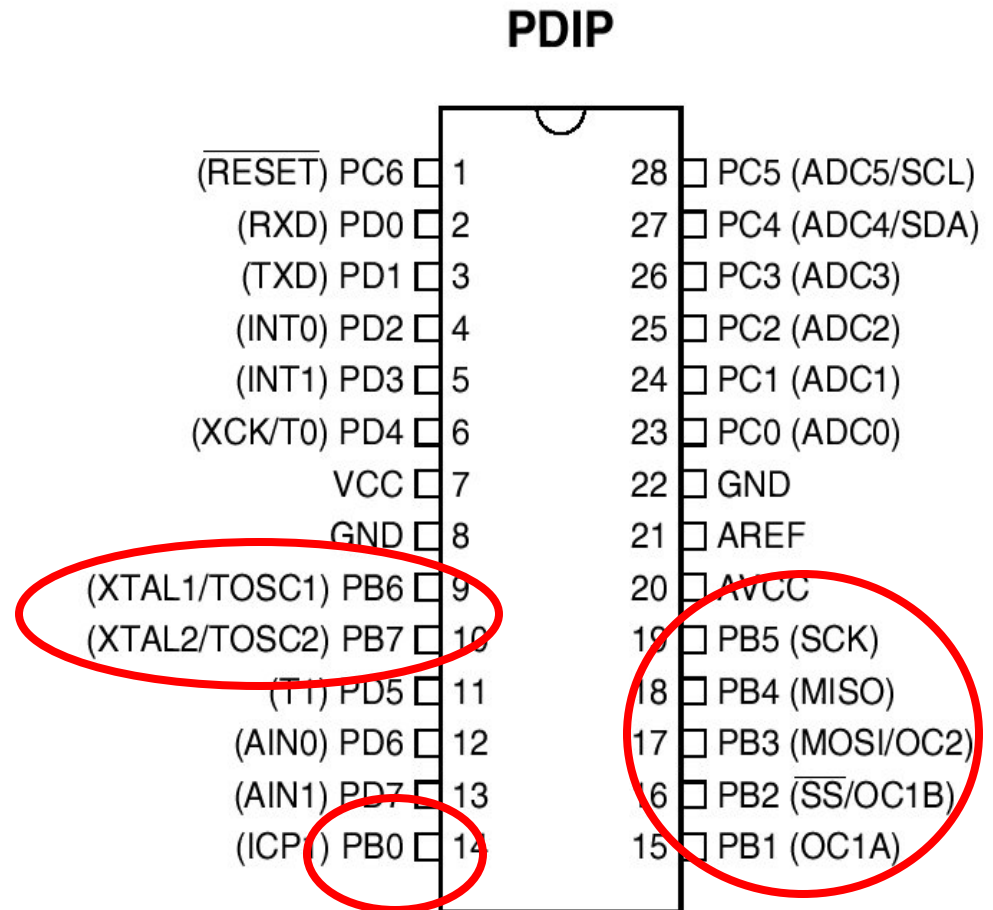 PDIP
(RESET) PC6 1 28 PC5 (ADC5/SCL)
(RXD) PD0 2 27 PC4 (ADC4/SDA)
(TXD) PD1 3 26 PC3 (ADC3)
(INT0) PD2 4 25 PC2 (ADC2)
(INT1) PD3 5 24 PC1 (ADC1)
(XCK/T0) PD4 6 23 PC0 (ADC0)
VCC 7 22 GND
GND 8 21 AREF
(XTAL1/TOSC1) PB6 9 20 AVCC
(XTAL2/TOSC2) PB7 10 19 PB5 (SCK)
(T1) PD5 11 18 PB4 (MISO)
(AIN0) PD6 12 17 PB3 (MOSI/OC2)
(AIN1) PD7 13 16 PB2 (SS/OC1B)
(ICP1) PB0 14 15 PB1 (OC1A)